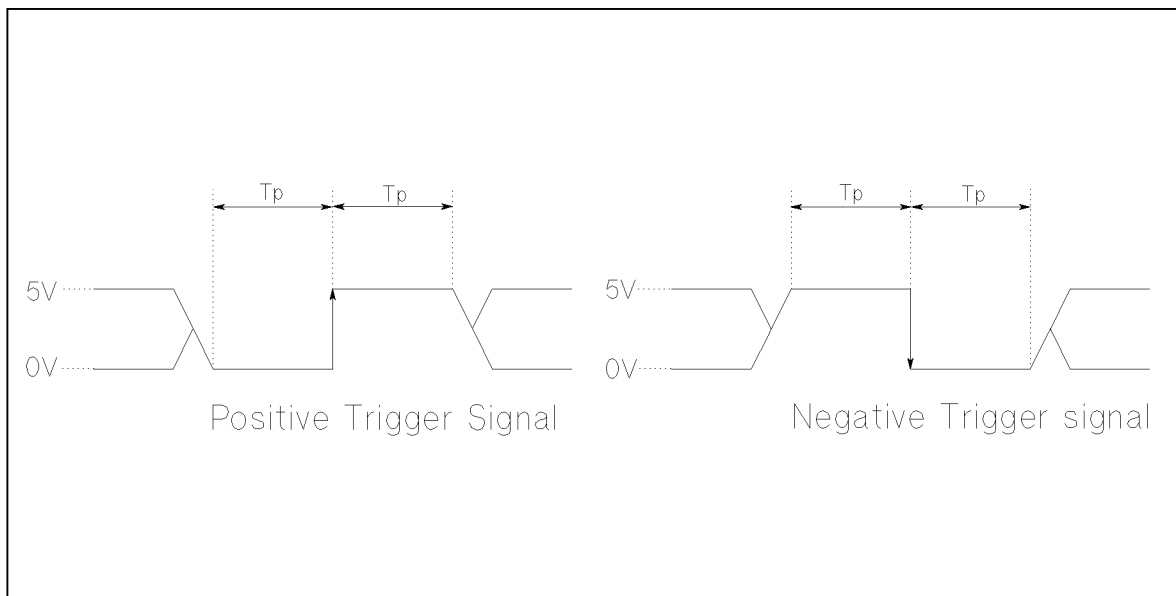 Tp Tp Tp Tp
5V 5V
0V 0V
Positive Trigger Signal
Negative Trigger signal